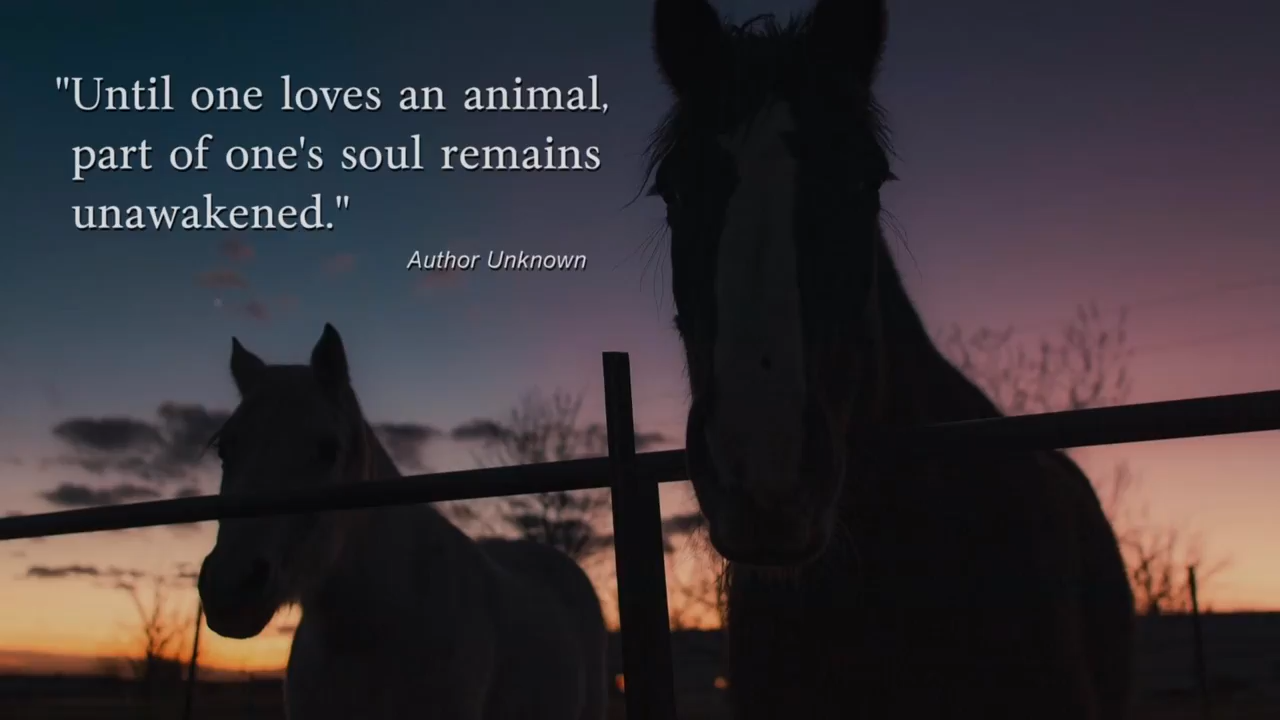 "Until one loves an animal,
part of one's soul remains
unawakened."
Author Unknown